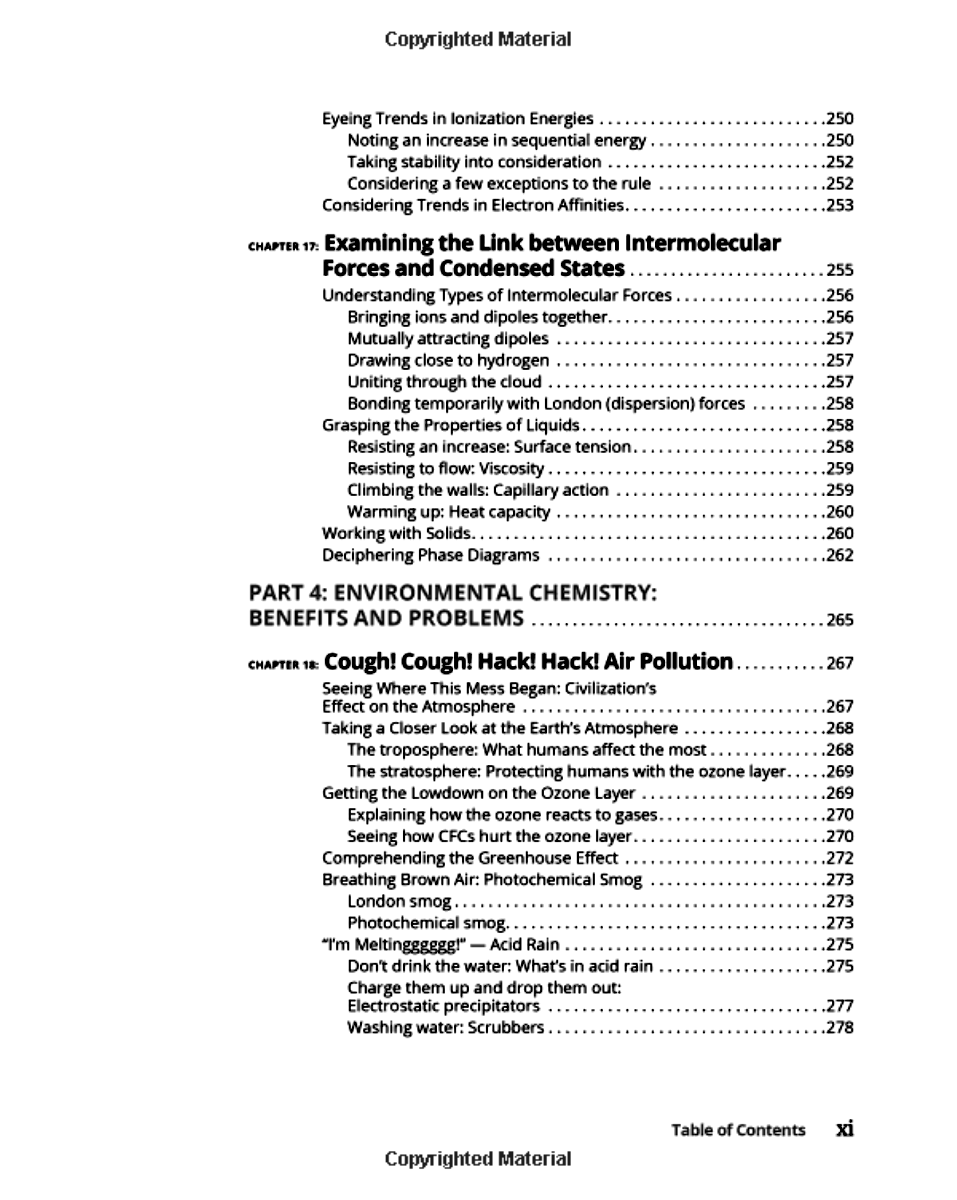 Copyrighted Material
Eyeing Trends in Ionization Energies . . . . . . . . . . . . . . . . . . . . . . . . . . .250
Noting an increase in sequential energy . . . . . . . . . . . . . . . . . . . . .250
Taking stability into consideration . . . . . . . . . . . . . . . . . . . . . . . . . .252
Considering a few exceptions to the rule . . . . . . . . . . . . . . . . . . . .252
Considering Trends in Electron Affinities. . . . . . . . . . . . . . . . . . . . . . . .253
CHAPTER 17: Examining the Link between Intermolecular
Forces and Condensed States . . . . . . . . . . . . . . . . . . . . . . . . 255
Understanding Types of Intermolecular Forces . . . . . . . . . . . . . . . . . .256
Bringing ions and dipoles together. . . . . . . . . . . . . . . . . . . . . . . . . .256
Mutually attracting dipoles . . . . . . . . . . . . . . . . . . . . . . . . . . . . . . . .257
Drawing close to hydrogen . . . . . . . . . . . . . . . . . . . . . . . . . . . . . . . .257
Uniting through the cloud . . . . . . . . . . . . . . . . . . . . . . . . . . . . . . . . .257
Bonding temporarily with London (dispersion) forces . . . . . . . . .258
Grasping the Properties of Liquids. . . . . . . . . . . . . . . . . . . . . . . . . . . . .258
Resisting an increase: Surface tension. . . . . . . . . . . . . . . . . . . . . . .258
Resisting to flow: Viscosity . . . . . . . . . . . . . . . . . . . . . . . . . . . . . . . . .259
Climbing the walls: Capillary action . . . . . . . . . . . . . . . . . . . . . . . . .259
Warming up: Heat capacity . . . . . . . . . . . . . . . . . . . . . . . . . . . . . . . .260
Working with Solids. . . . . . . . . . . . . . . . . . . . . . . . . . . . . . . . . . . . . . . . . .260
Deciphering Phase Diagrams . . . . . . . . . . . . . . . . . . . . . . . . . . . . . . . . .262
PART 4: ENVIRONMENTAL CHEMISTRY:
BENEFITS AND PROBLEMS . . . . . . . . . . . . . . . . . . . . . . . . . . . . . . . . . . . . 265
CHAPTER 18: Cough! Cough! Hack! Hack! Air Pollution . . . . . . . . . . . 267
Seeing Where This Mess Began: Civilization’s
Effect on the Atmosphere . . . . . . . . . . . . . . . . . . . . . . . . . . . . . . . . . . . .267
Taking a Closer Look at the Earth’s Atmosphere . . . . . . . . . . . . . . . . .268
The troposphere: What humans affect the most . . . . . . . . . . . . . .268
The stratosphere: Protecting humans with the ozone layer. . . . .269
Getting the Lowdown on the Ozone Layer . . . . . . . . . . . . . . . . . . . . . .269
Explaining how the ozone reacts to gases. . . . . . . . . . . . . . . . . . . .270
Seeing how CFCs hurt the ozone layer. . . . . . . . . . . . . . . . . . . . . . .270
Comprehending the Greenhouse Effect . . . . . . . . . . . . . . . . . . . . . . . .272
Breathing Brown Air: Photochemical Smog . . . . . . . . . . . . . . . . . . . . .273
London smog . . . . . . . . . . . . . . . . . . . . . . . . . . . . . . . . . . . . . . . . . . . .273
Photochemical smog. . . . . . . . . . . . . . . . . . . . . . . . . . . . . . . . . . . . . .273
“I’m Meltingggggg!” — Acid Rain . . . . . . . . . . . . . . . . . . . . . . . . . . . . . . .275
Don’t drink the water: What’s in acid rain . . . . . . . . . . . . . . . . . . . .275
Charge them up and drop them out:
Electrostatic precipitators . . . . . . . . . . . . . . . . . . . . . . . . . . . . . . . . .277
Washing water: Scrubbers . . . . . . . . . . . . . . . . . . . . . . . . . . . . . . . . .278
Table of Contents xi
Copyrighted Material